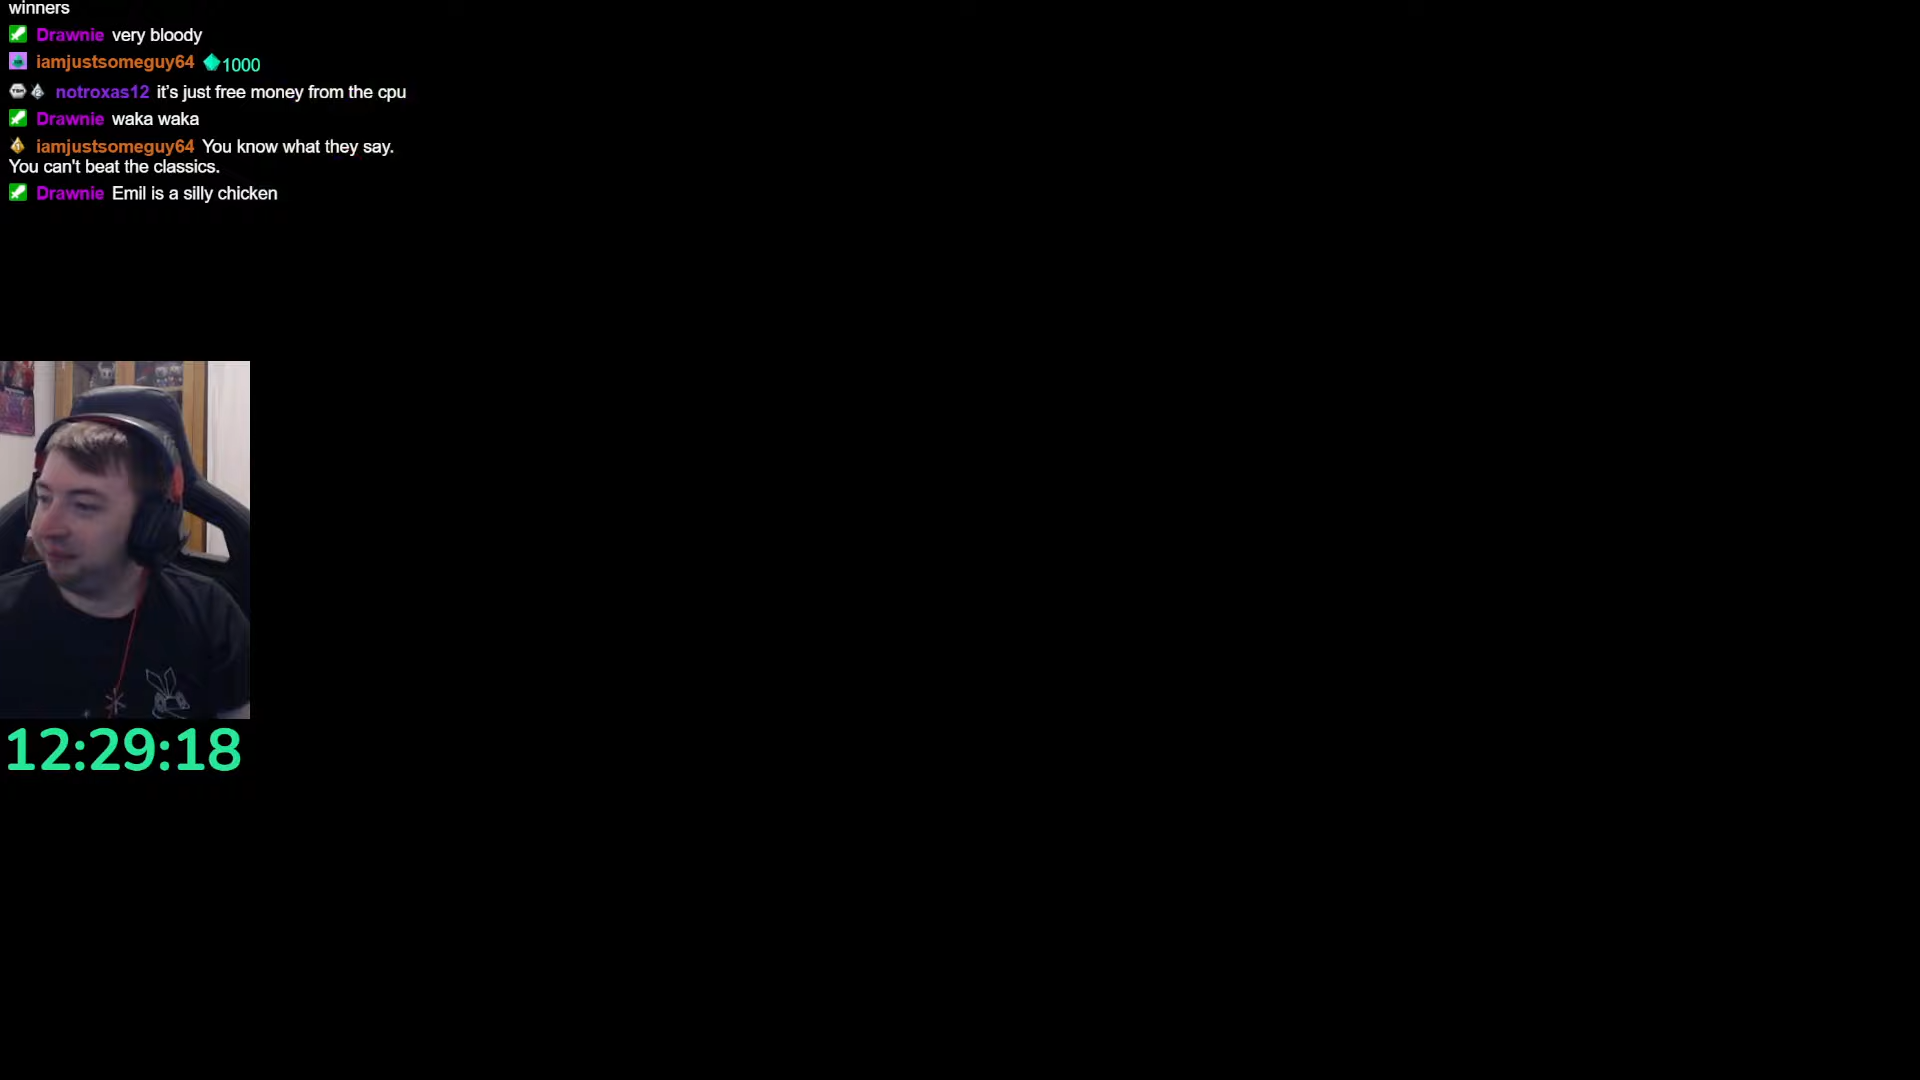 winners
Drawnie very bloody
iamjustsomeguy64 1000
notroxas12 it's just free money from the cpu
Drawnie waka waka
iamjustsomeguy64 You know what they say.
You can't beat the classics.
Drawnie Emil is a silly chicken
12:29:18